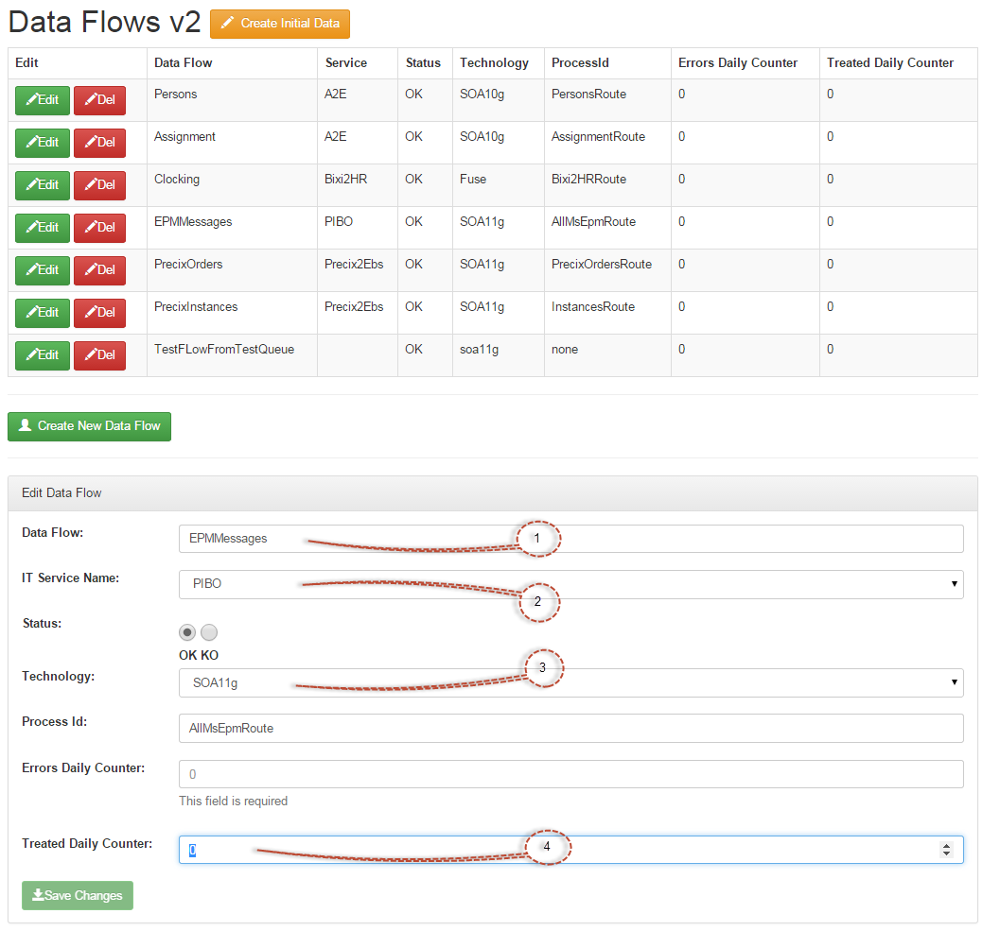 Data Flows v2 Create Initial Data
Edit Data Flow Service Status Technology ProcessId Errors Daily Counter Treated Daily Counter
Edit Del Persons A2E OK SOA10g PersonsRoute 0 0
Edit Del Assignment A2E OK SOA10g AssignmentRoute 0 0
Edit Del Clocking Bixi2HR OK Fuse Bixi2HRRoute 0 0
Edit Del EPMMessages PIBO OK SOA11g AllMsEpmRoute 0 0
Edit Del PrecixOrders Precix2Ebs OK SOA11g PrecixOrdersRoute 0 0
Edit Del PrecixInstances Precix2Ebs OK SOA11g InstancesRoute 0 0
Edit Del TestFLowFromTestQueue OK soa11g none 0 0
Create New Data Flow
Edit Data Flow
Data Flow: EPMMessages 1
IT Service Name: PIBO 2
Status:
OK KO
Technology: SOA11g 3
Process Id: AllMsEpmRoute
Errors Daily Counter: 0
This field is required
Treated Daily Counter: 0 4
Save Changes